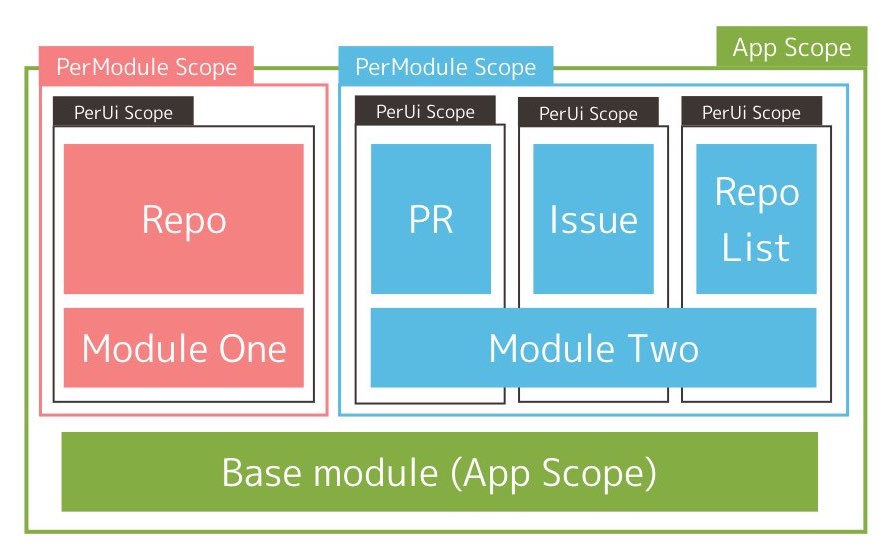 App Scope
PerModule Scope
PerModule Scope
PerUi Scope
PerUi Scope
PerUi Scope
PerUi Scope
Repo
PR
Issue
Repo
List
Module One
Module Two
Base module (App Scope)